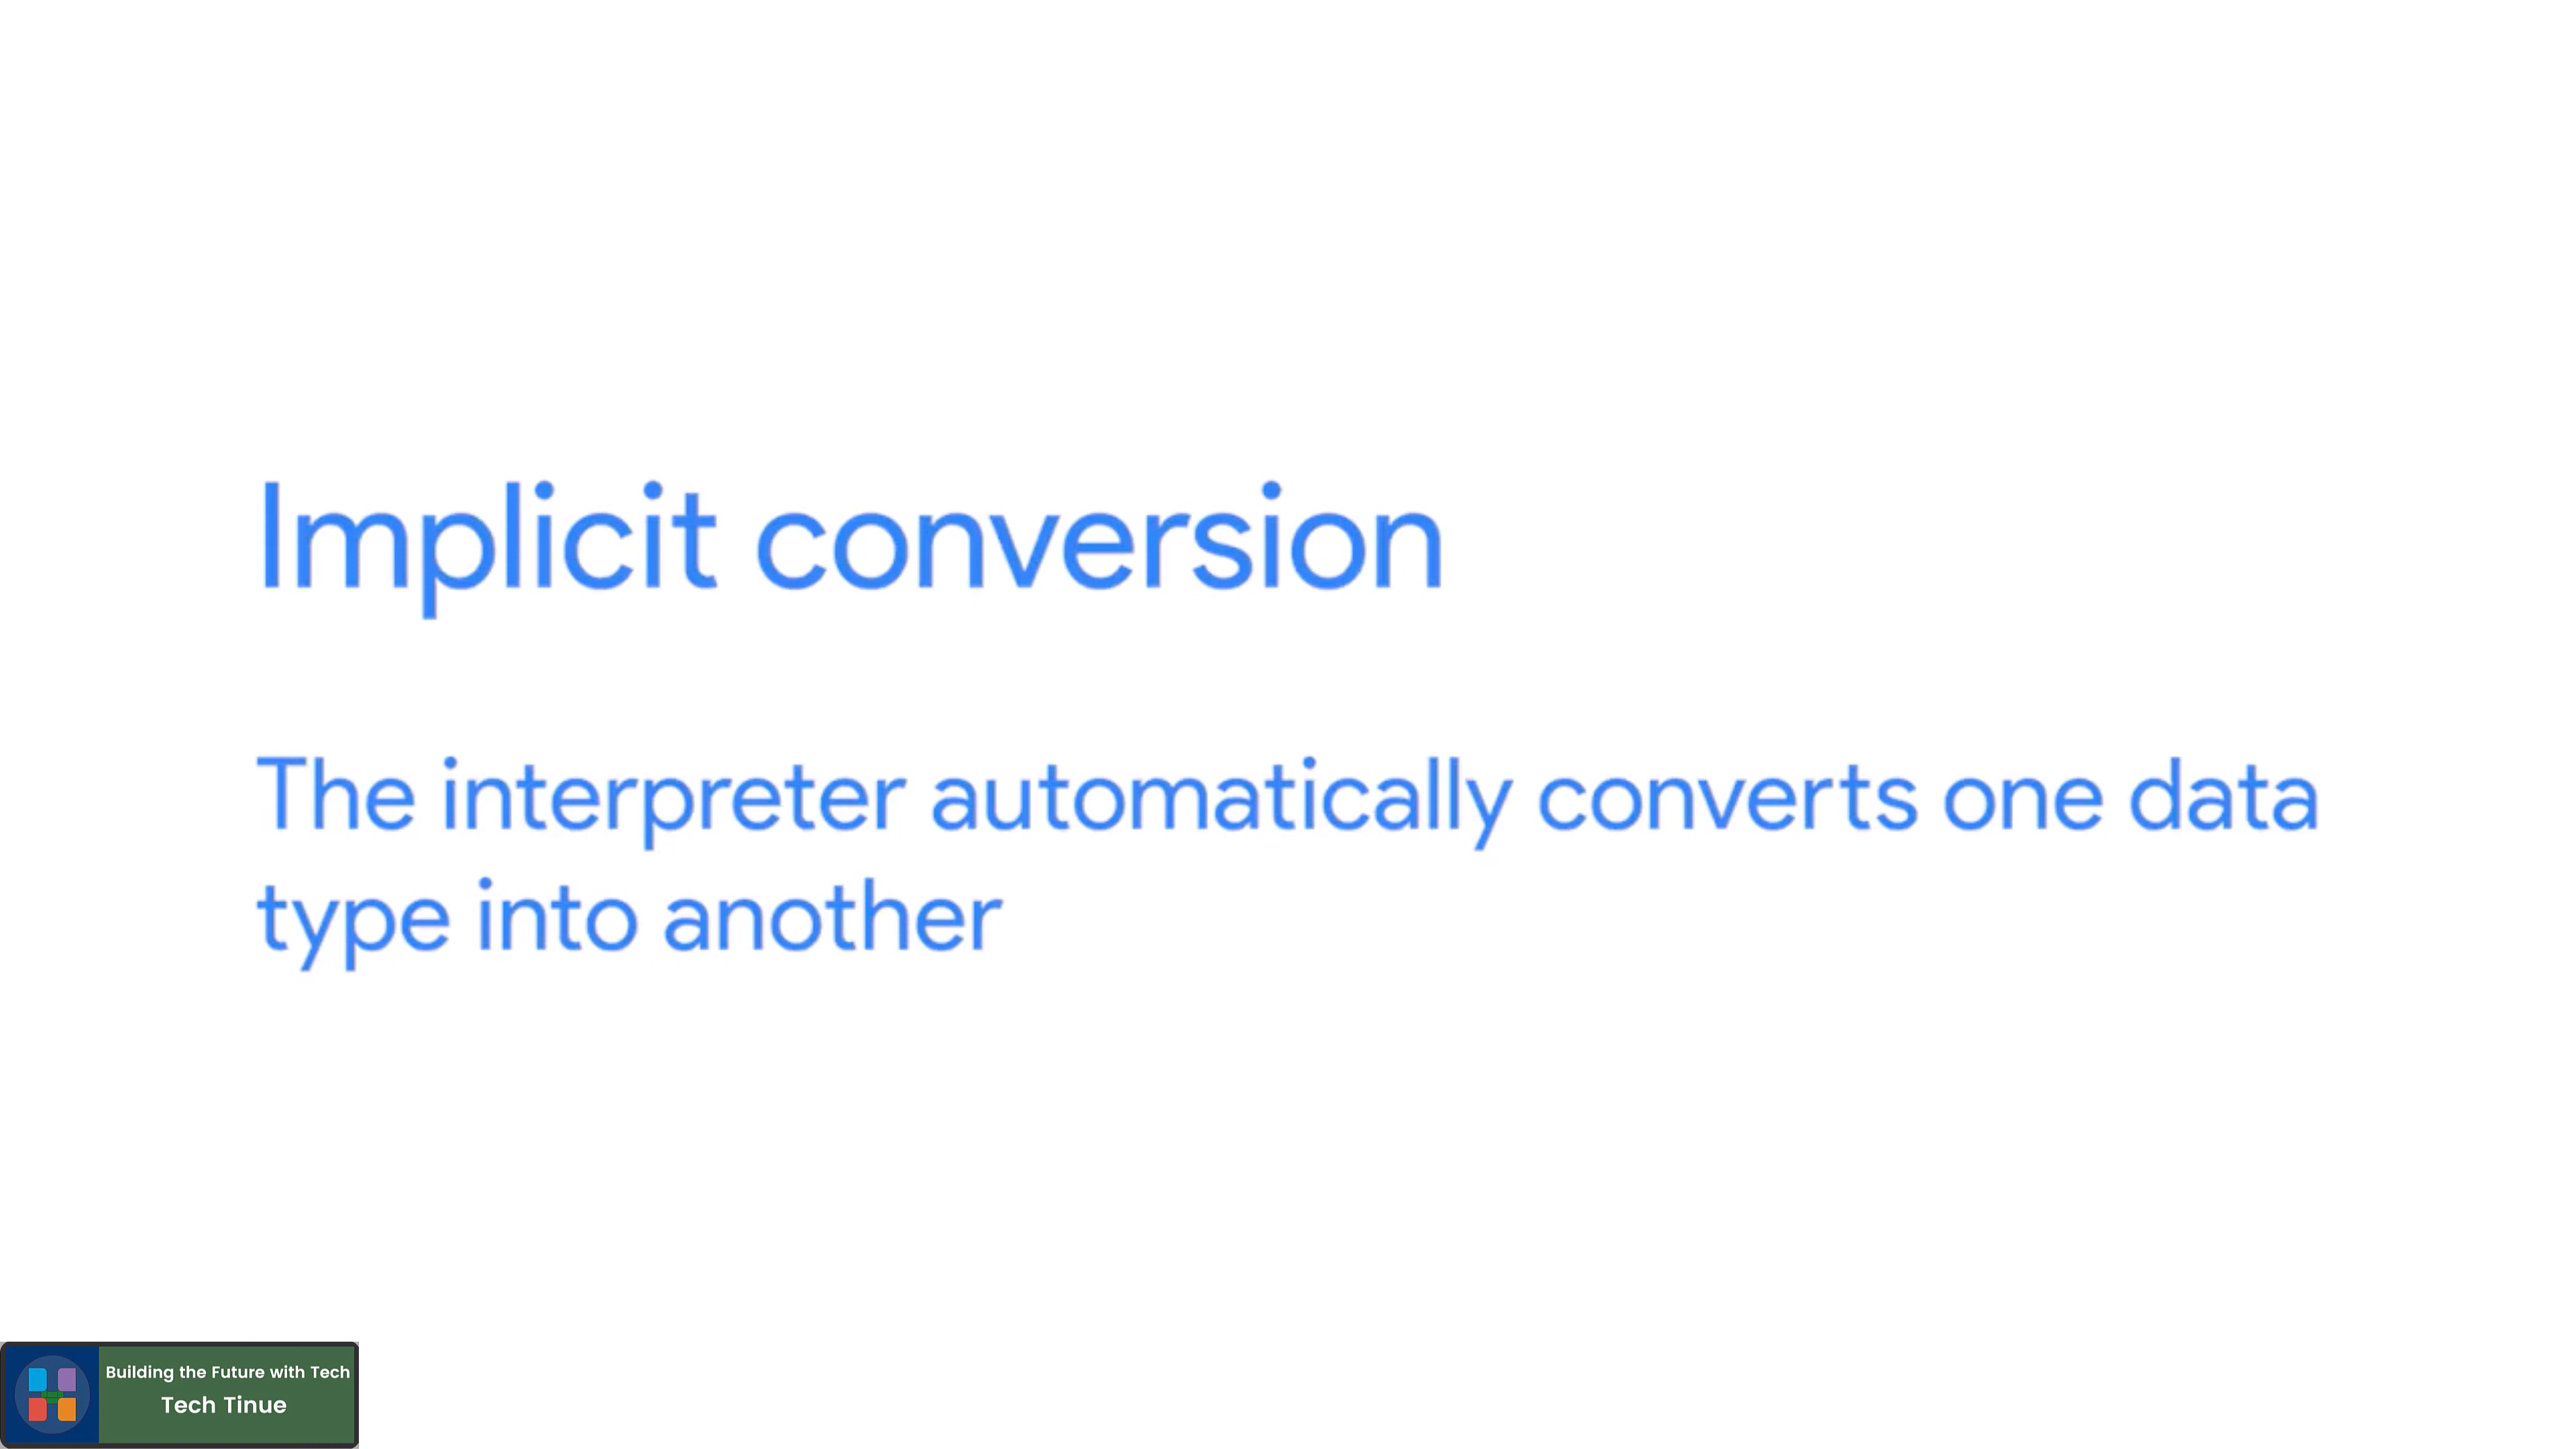 Implicit conversion
The interpreter automatically converts one data
type into another
Building the Future with Tech
Tech Tinue